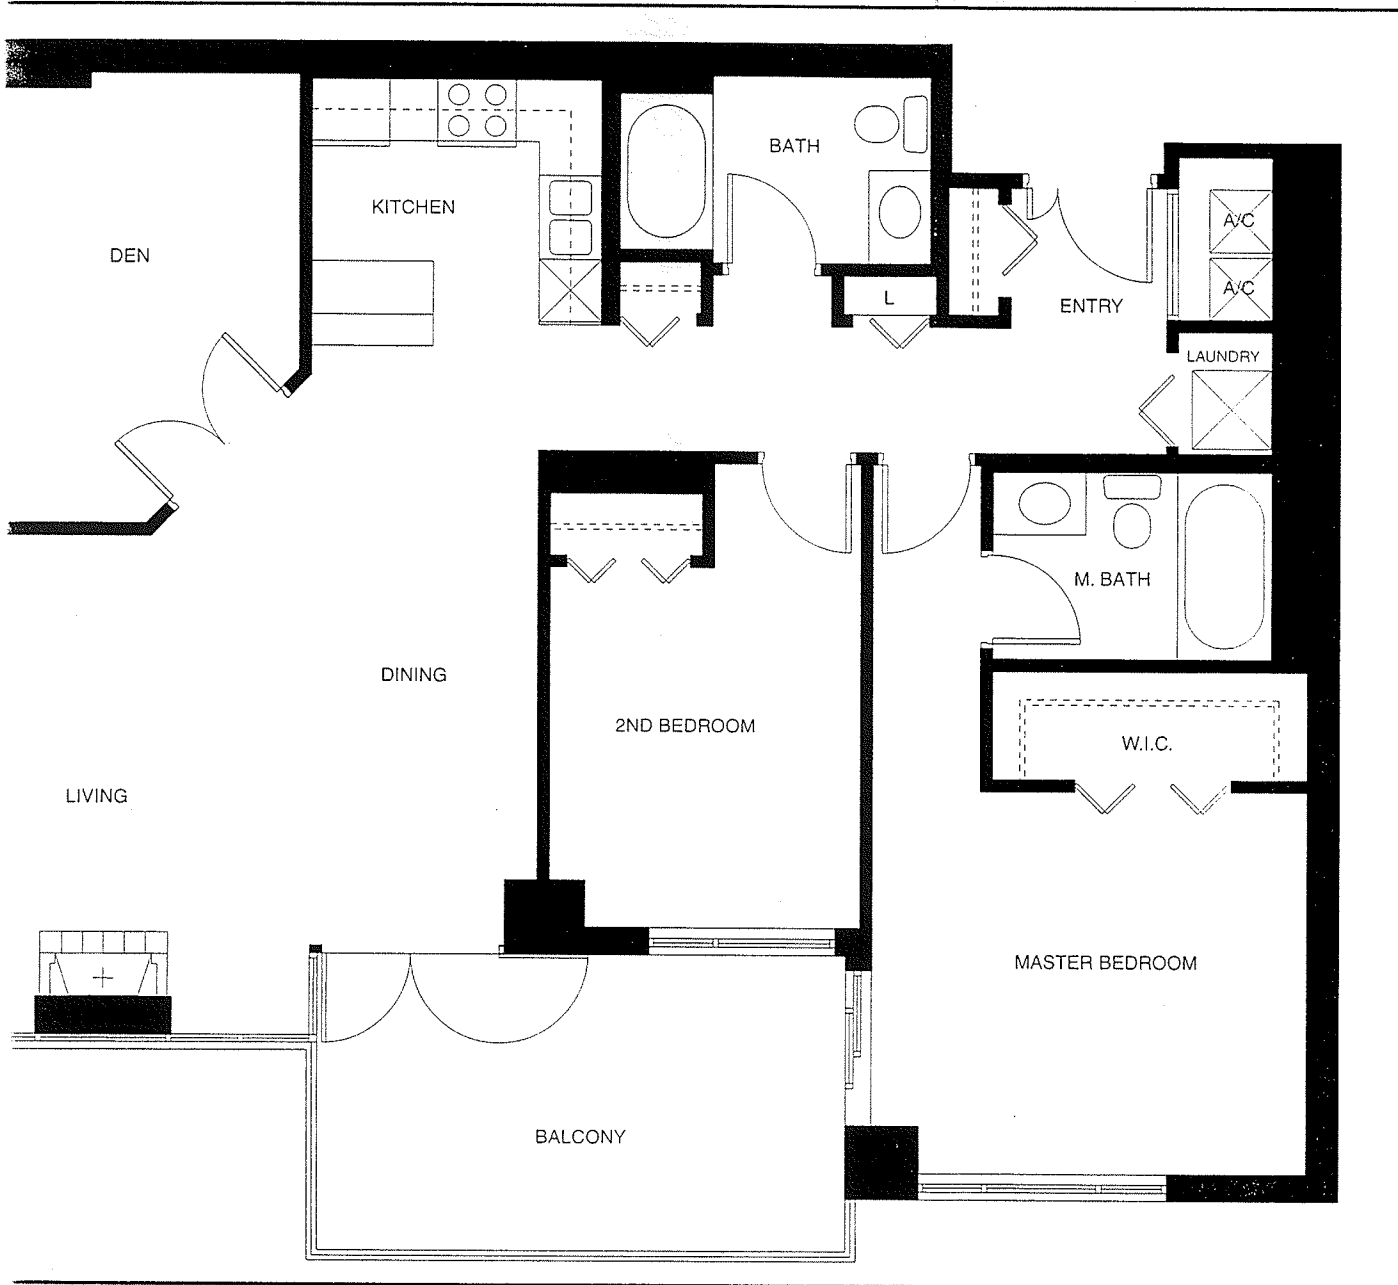 BATH
KITCHEN
A/C
DEN
A/C
L
ENTRY
LAUNDRY
M. BATH
DINING
2ND BEDROOM
W.I.C.
LIVING
MASTER BEDROOM
BALCONY